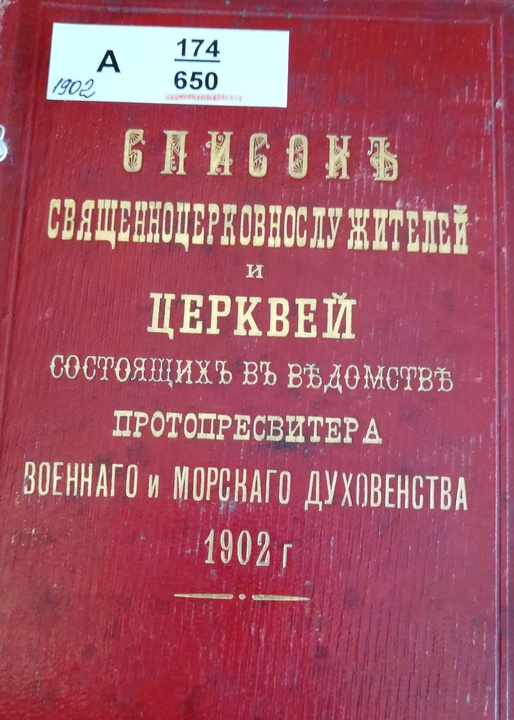 А 174
1902 650
СПИСОКЪ
СВЯЩЕННОЦЕРКОВНОСЛУЖИТЕЛЕЙ
и
ЦЕРКВЕЙ
СОСТОЯЩИХЪ ВЪ ВѢДОМСТВѢ
ПРОТОПРЕСВИТЕРА
ВОЕННАГО и МОРСКАГО ДУХОВЕНСТВА
1902 г